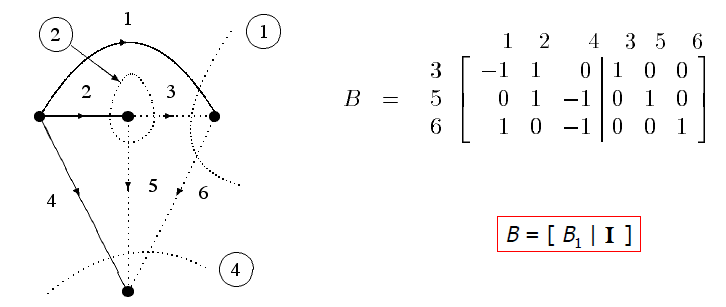 1
2
1
2
3
5
4
6
4
1 2 4 3 5 6
3 −1 1 0 1 0 0
B = 5 0 1 −1 0 1 0
6 1 0 −1 0 0 1
B = [ B₁ | I ]